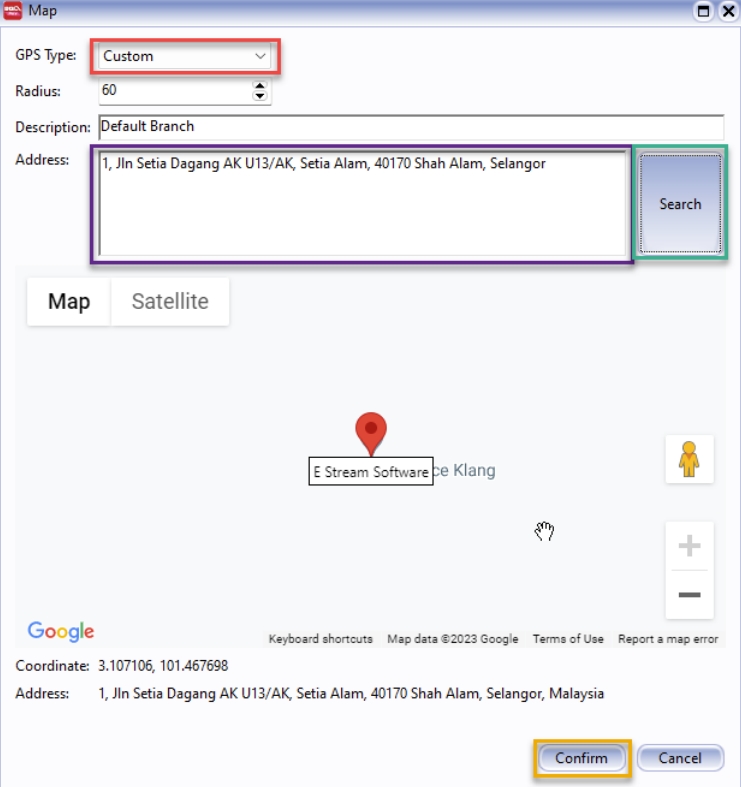 Map
GPS Type: Custom
Radius: 60
Description: Default Branch
Address: 1, Jln Setia Dagang AK U13/AK, Setia Alam, 40170 Shah Alam, Selangor
Search
Map Satellite
E Stream Software ce Klang
Google
Keyboard shortcuts Map data ©2023 Google Terms of Use Report a map error
Coordinate: 3.107106, 101.467698
Address: 1, Jln Setia Dagang AK U13/AK, Setia Alam, 40170 Shah Alam, Selangor, Malaysia
Confirm Cancel